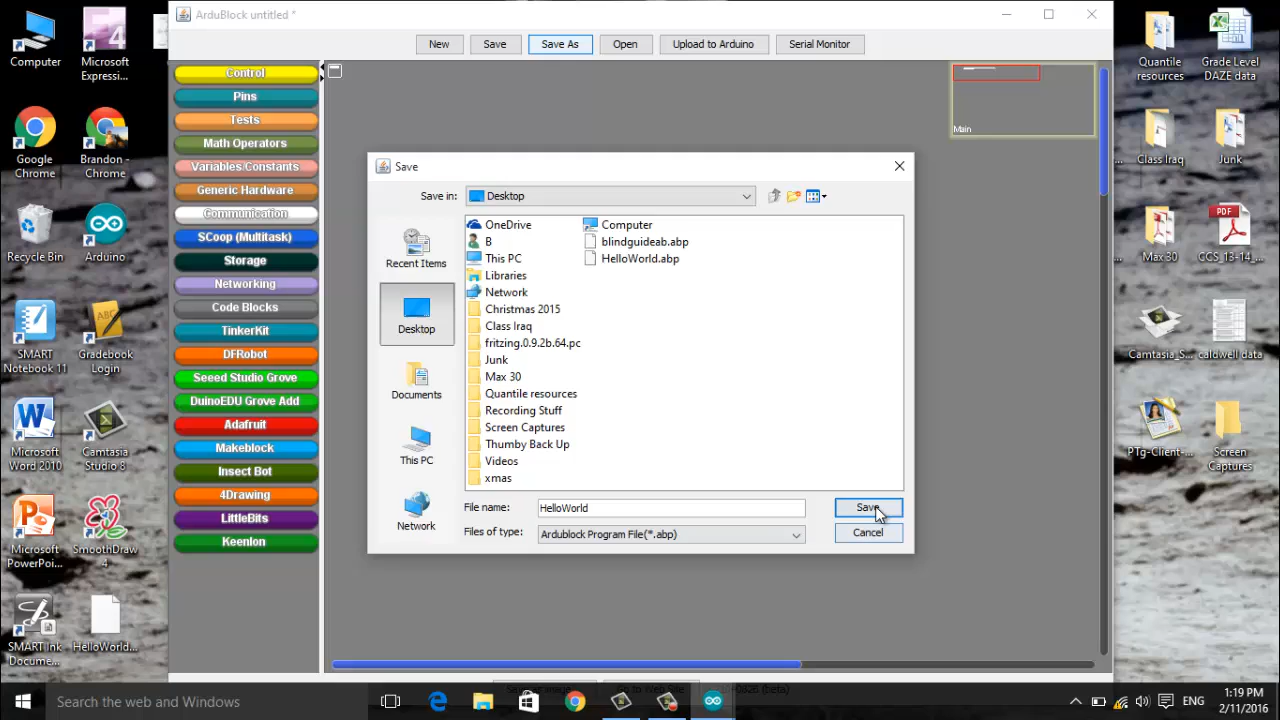 ArduBlock untitled *
New
Save
Save As
Open
Upload to Arduino
Serial Monitor
Control
Pins
Tests
Math Operators
Variables/Constants
Generic Hardware
Communication
SCoop (Multitask)
Storage
Networking
Code Blocks
TinkerKit
DFRobot
Seeed Studio Grove
DuinoEDU Grove Add
Adafruit
Makeblock
Insect Bot
4Drawing
LittleBits
Keenlon
Main
Save
Save in:
Desktop
Recent Items
Desktop
Documents
This PC
Network
OneDrive
B
This PC
Libraries
Network
Christmas 2015
Class Iraq
fritzing.0.9.2b.64.pc
Junk
Max 30
Quantile resources
Recording Stuff
Screen Captures
Thumby Back Up
Videos
xmas
Computer
blindguideab.abp
HelloWorld.abp
File name:
HelloWorld
Save
Files of type:
Ardublock Program File(*.abp)
Cancel
Computer
Microsoft
Expressi...
Google
Chrome
Brandon -
Chrome
Recycle Bin
Arduino
SMART
Notebook 11
Gradebook
Login
Microsoft
Word 2010
Camtasia
Studio 8
Microsoft
PowerPoi...
SmoothDraw
4
SMART Ink
Docume...
HelloWorld...
Quantile
resources
Grade Level
DAZE data
Class Iraq
Junk
Max 30
PDF
CCS_13-14_...
Camtasia_S...
caldwell data
PTg-Client-...
Screen
Captures
Go to Web Site
(beta)
Search the web and Windows
ENG
1:19 PM
2/11/2016